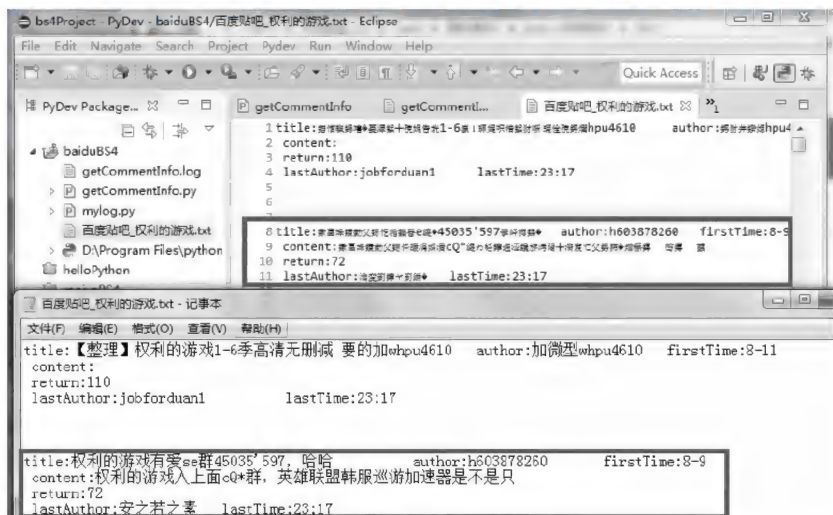 bs4Project - PyDev - baiduBS4/百度贴吧_权利的游戏.txt - Eclipse
File Edit Navigate Search Project Pydev Run Window Help
Quick Access
PyDev Package...
getCommentInfo
getCommentI...
百度贴吧_权利的游戏.txt
baiduBS4
getCommentInfo.log
getCommentInfo.py
mylog.py
百度贴吧_权利的游戏.txt
D:\Program Files\python
helloPython
1 title: 1-6 hpu4610 author: hpu4
2 content:
3 return:110
4 lastAuthor:jobforduan1 lastTime:23:17
5
6
7
8 title: 45035'597 author:h603878260 firstTime:8-9
9 content: cQ*
10 return:72
11 lastAuthor: lastTime:23:17
百度贴吧_权利的游戏.txt - 记事本
文件(F) 编辑(E) 格式(O) 查看(V) 帮助(H)
title:【整理】权利的游戏1-6季高清无删减 要的加whpu4610 author:加微型whpu4610 firstTime:8-11
content:
return:110
lastAuthor:jobforduan1 lastTime:23:17
title:权利的游戏有爱se群45035'597, 哈哈 author:h603878260 firstTime:8-9
content:权利的游戏入上面cQ*群, 英雄联盟韩服巡游加速器是不是只
return:72
lastAuthor:安之若之素 lastTime:23:17